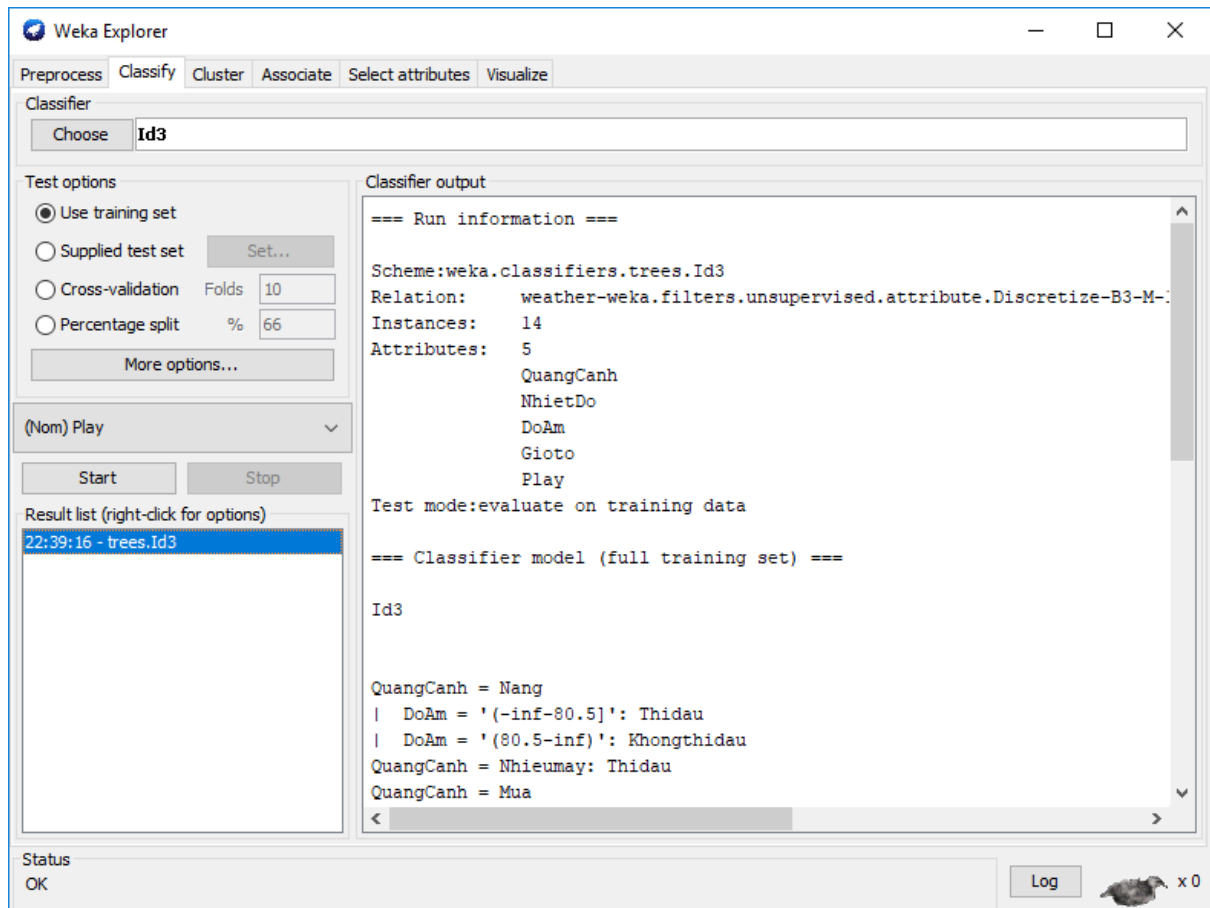 Weka Explorer
Preprocess Classify Cluster Associate Select attributes Visualize
Classifier
Choose Id3
Test options
Use training set
Supplied test set Set...
Cross-validation Folds 10
Percentage split % 66
More options...
(Nom) Play
Start Stop
Result list (right-click for options)
22:39:16 - trees.Id3
Classifier output
=== Run information ===
Scheme:weka.classifiers.trees.Id3
Relation: weather-weka.filters.unsupervised.attribute.Discretize-B3-M-
Instances: 14
Attributes: 5
QuangCanh
NhietDo
DoAm
Gioto
Play
Test mode:evaluate on training data
=== Classifier model (full training set) ===
Id3
QuangCanh = Nang
| DoAm = '(-inf-80.5]': Thidau
| DoAm = '(80.5-inf)': Khongthidau
QuangCanh = Nhieumay: Thidau
QuangCanh = Mua
Status
OK
Log x 0